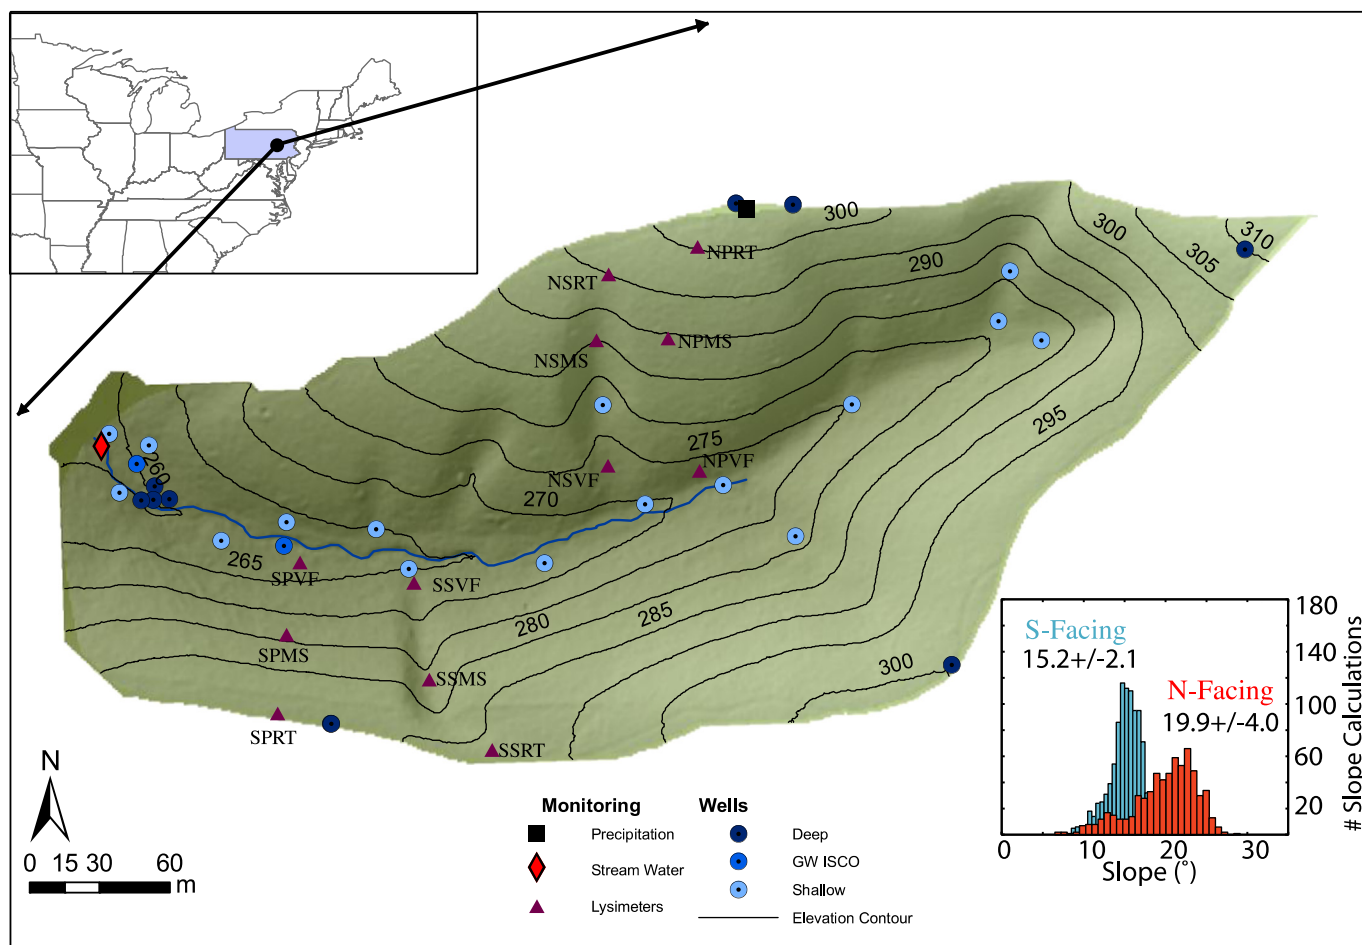 300
NPRT
300
310
305
290
NSRT
NSMS
NPMS
295
275
260
NSVF
NPVF
270
265
SPVF
SSVF
280
285
SPMS
SSMS
300
SPRT
SSRT
S-Facing
15.2+/-2.1
N-Facing
19.9+/-4.0
180
140
100
60
20
# Slope Calculations
0 10 20 30
Slope (°)
N
0 15 30 60
m
Monitoring
Precipitation
Stream Water
Lysimeters
Wells
Deep
GW ISCO
Shallow
Elevation Contour